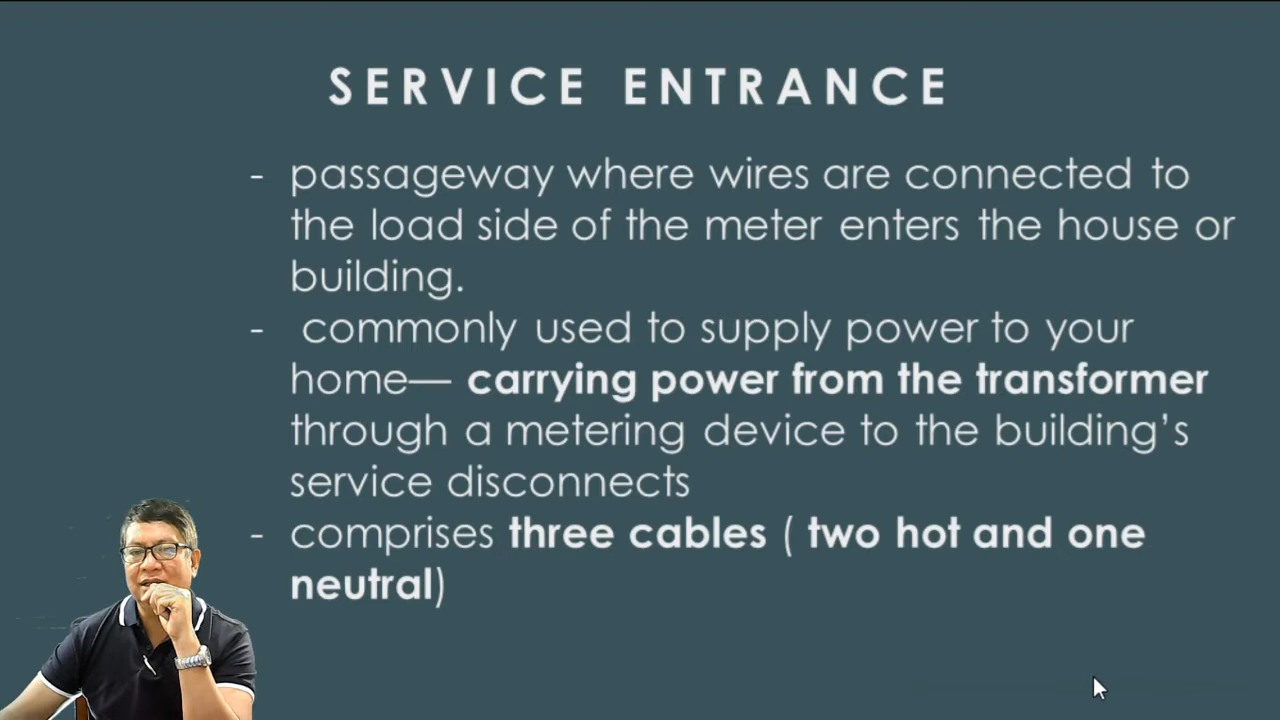 SERVICE ENTRANCE
- passageway where wires are connected to
the load side of the meter enters the house or
building.
- commonly used to supply power to your
home— carrying power from the transformer
through a metering device to the building's
service disconnects
- comprises three cables ( two hot and one
neutral)